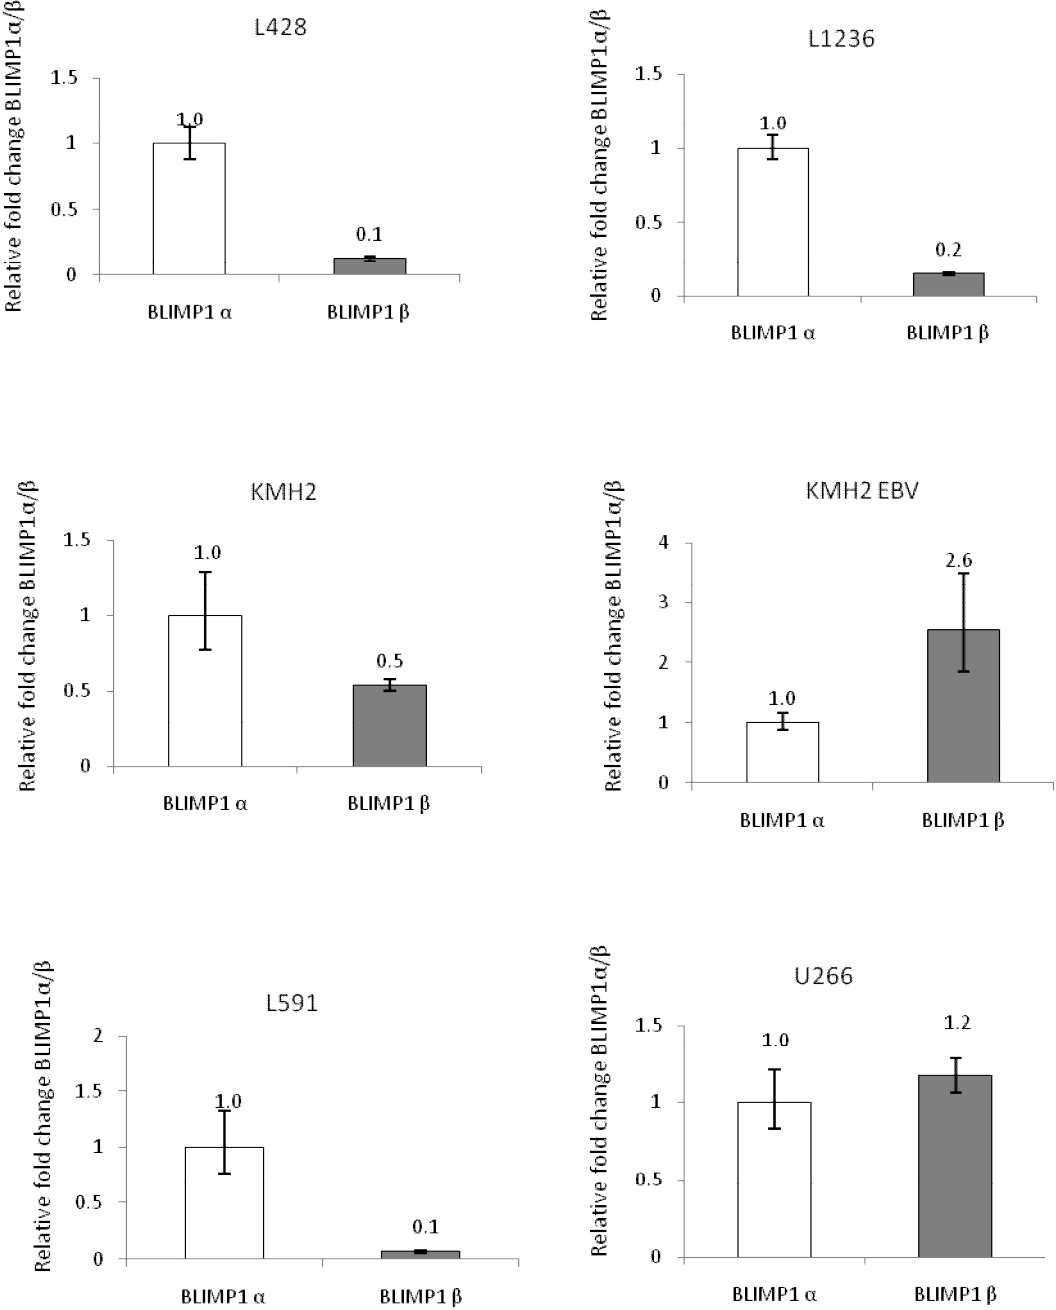 L428
Relative fold change BLIMP1α/β
1.5
1
0.5
0
1.0
0.1
BLIMP1 α
BLIMP1 β
L1236
Relative fold change BLIMP1α/β
1.5
1
0.5
0
1.0
0.2
BLIMP1 α
BLIMP1 β
KMH2
Relative fold change BLIMP1α/β
1.5
1
0.5
0
1.0
0.5
BLIMP1 α
BLIMP1 β
KMH2 EBV
Relative fold change BLIMP1α/β
4
3
2
1
0
1.0
2.6
BLIMP1 α
BLIMP1 β
L591
Relative fold change BLIMP1α/β
2
1.5
1
0.5
0
1.0
0.1
BLIMP1 α
BLIMP1 β
U266
Relative fold change BLIMP1α/β
1.5
1
0.5
0
1.0
1.2
BLIMP1 α
BLIMP1 β